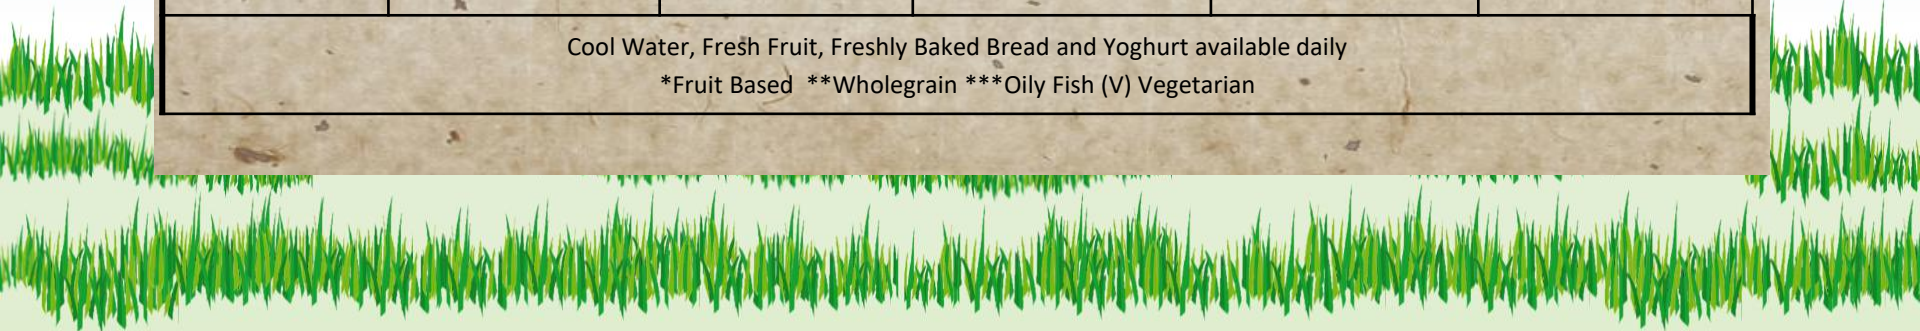 Cool Water, Fresh Fruit, Freshly Baked Bread and Yoghurt available daily
*Fruit Based  **Wholegrain ***Oily Fish (V) Vegetarian